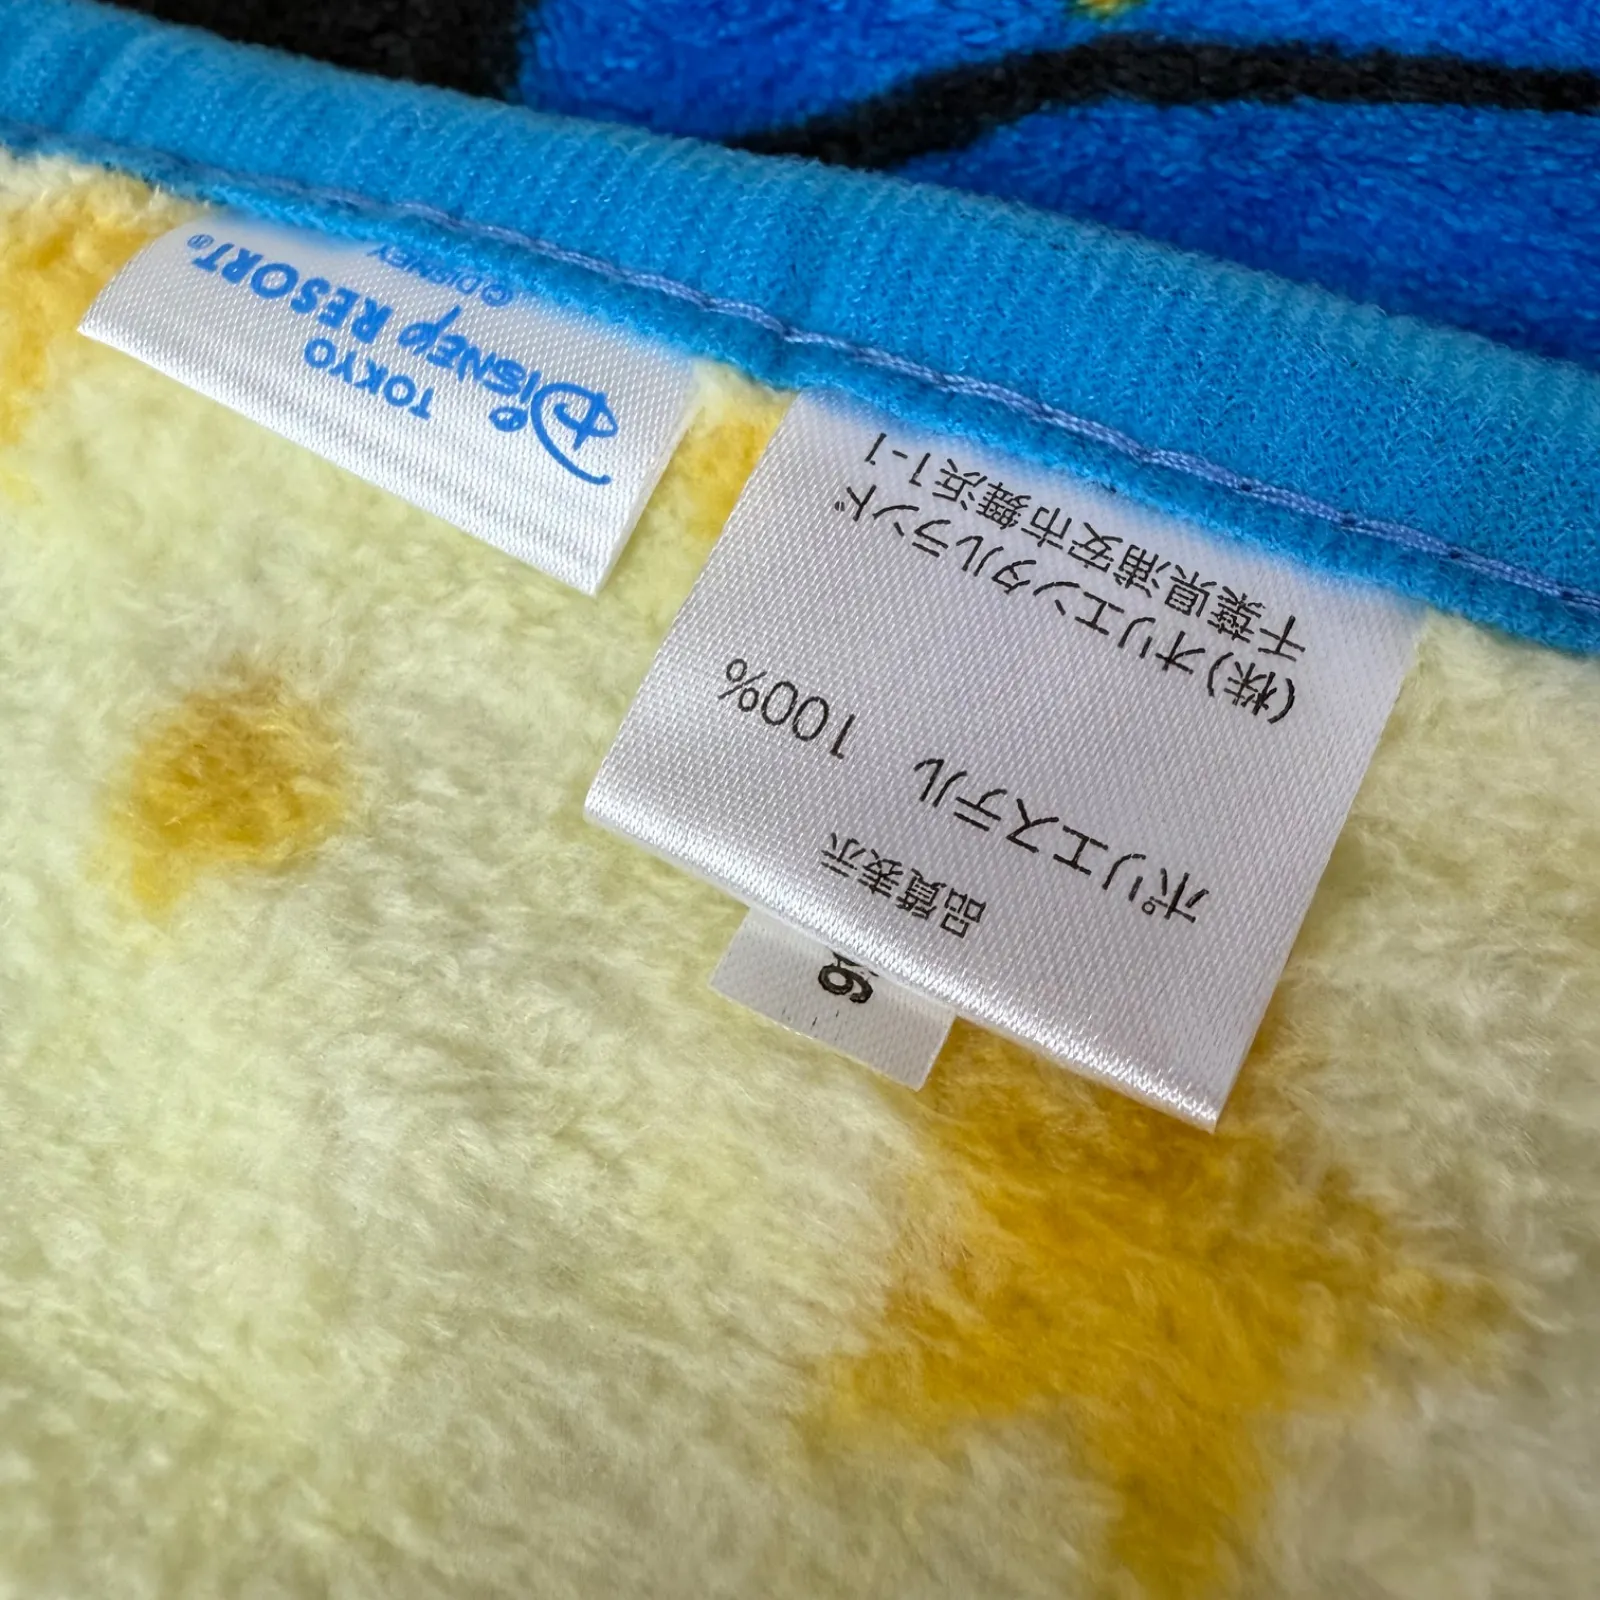 TOKYO
DISNEY RESORT®
©DISNEY
品質表示
ポリエステル 100%
(株)オリエンタルランド
千葉県浦安市舞浜1-1